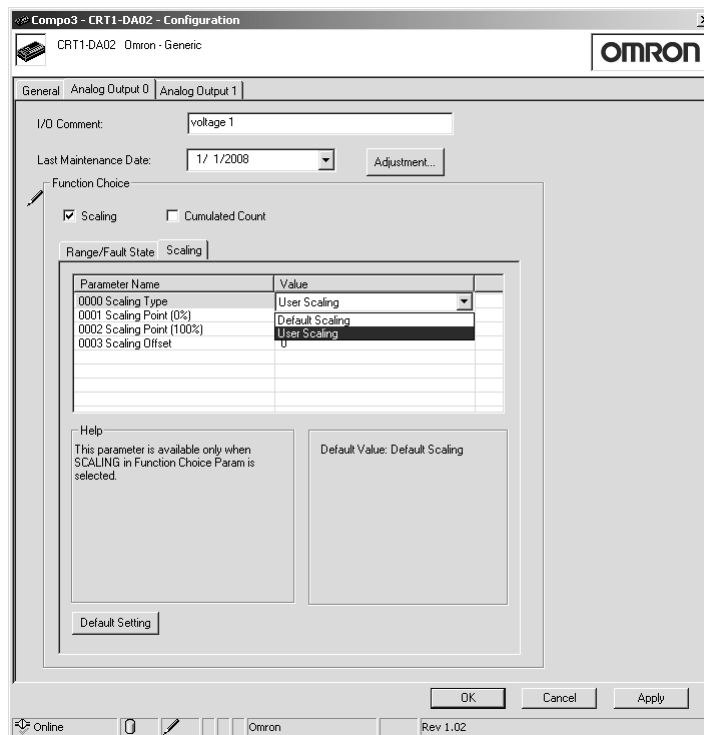 Compo3 - CRT1-DA02 - Configuration
CRT1-DA02 Omron - Generic
OMRON
General Analog Output 0 Analog Output 1
I/O Comment: voltage 1
Last Maintenance Date: 1/ 1/2008 Adjustment...
Function Choice
Scaling Cumulated Count
Range/Fault State Scaling
Parameter Name Value
0000 Scaling Type User Scaling
0001 Scaling Point (0%) Default Scaling
0002 Scaling Point (100%) User Scaling
0003 Scaling Offset 0
Help
This parameter is available only when
SCALING in Function Choice Param is
selected.
Default Value: Default Scaling
Default Setting
OK Cancel Apply
Online Omron Rev 1.02